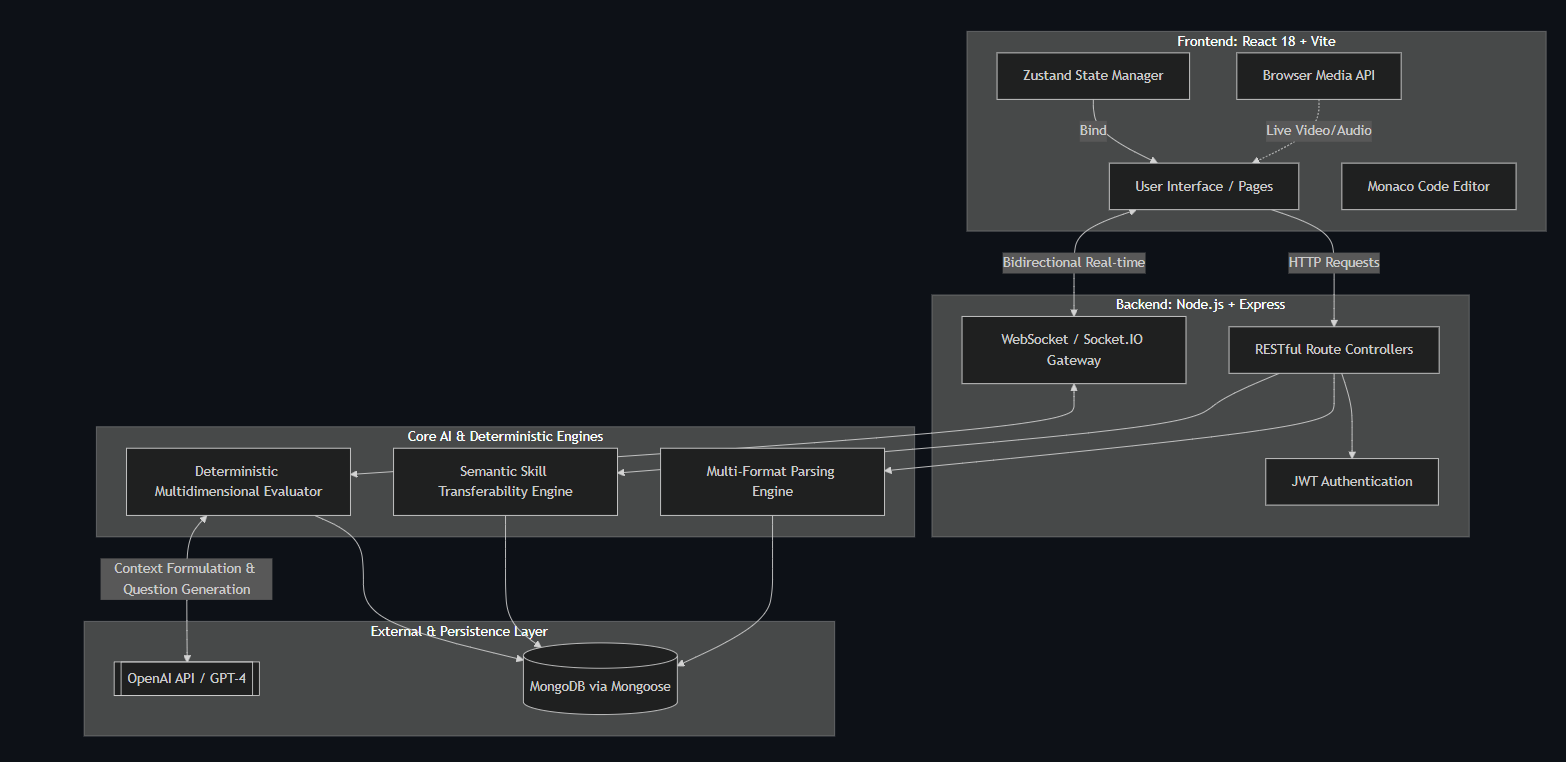 Frontend: React 18 + Vite
Zustand State Manager
Browser Media API
Bind
Live Video/Audio
User Interface / Pages
Monaco Code Editor
Bidirectional Real-time
HTTP Requests
Backend: Node.js + Express
WebSocket / Socket.IO
Gateway
RESTful Route Controllers
JWT Authentication
Core AI & Deterministic Engines
Deterministic
Multidimensional Evaluator
Semantic Skill
Transferability Engine
Multi-Format Parsing
Engine
Context Formulation &
Question Generation
External & Persistence Layer
OpenAI API / GPT-4
MongoDB via Mongoose